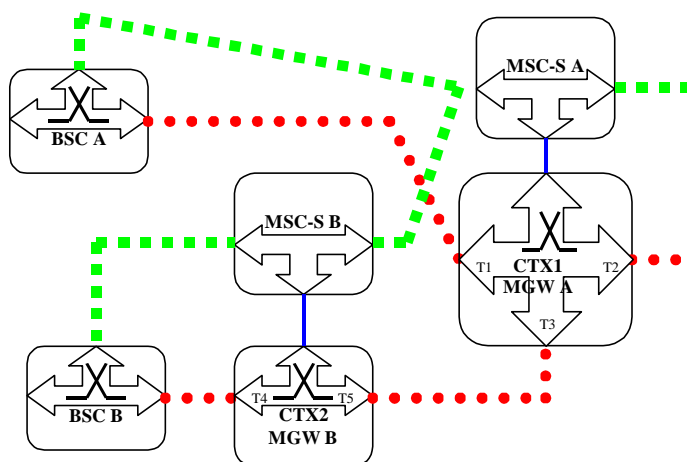 MSC-S A
BSC A
MSC-S B
T1
CTX1
T2
MGW A
T3
BSC B
T4
CTX2
T5
MGW B